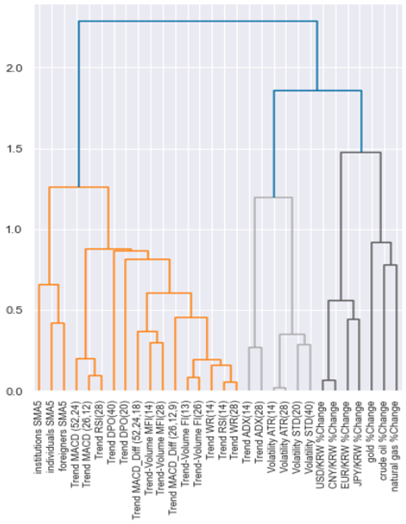 2.0
1.5
1.0
0.5
0.0
institutions SMA5
individuals SMA5
foreigners SMA5
Trend MACD (52,24)
Trend MACD (26,12)
Trend RSI(28)
Trend DPO(40)
Trend DPO(20)
Trend MACD_Diff (52,24,18)
Trend-Volume MFI(14)
Trend-Volume MFI(28)
Trend MACD_Diff (26,12,9)
Trend-Volume FI(13)
Trend-Volume FI(26)
Trend WR(14)
Trend RSI(14)
Trend WR(28)
Trend ADX(14)
Trend ADX(28)
Volatility ATR(14)
Volatility ATR(28)
Volatility STD(20)
Volatility STD(40)
USD/KRW %Change
CNY/KRW %Change
EUR/KRW %Change
JPY/KRW %Change
gold %Change
crude oil %Change
natural gas %Change